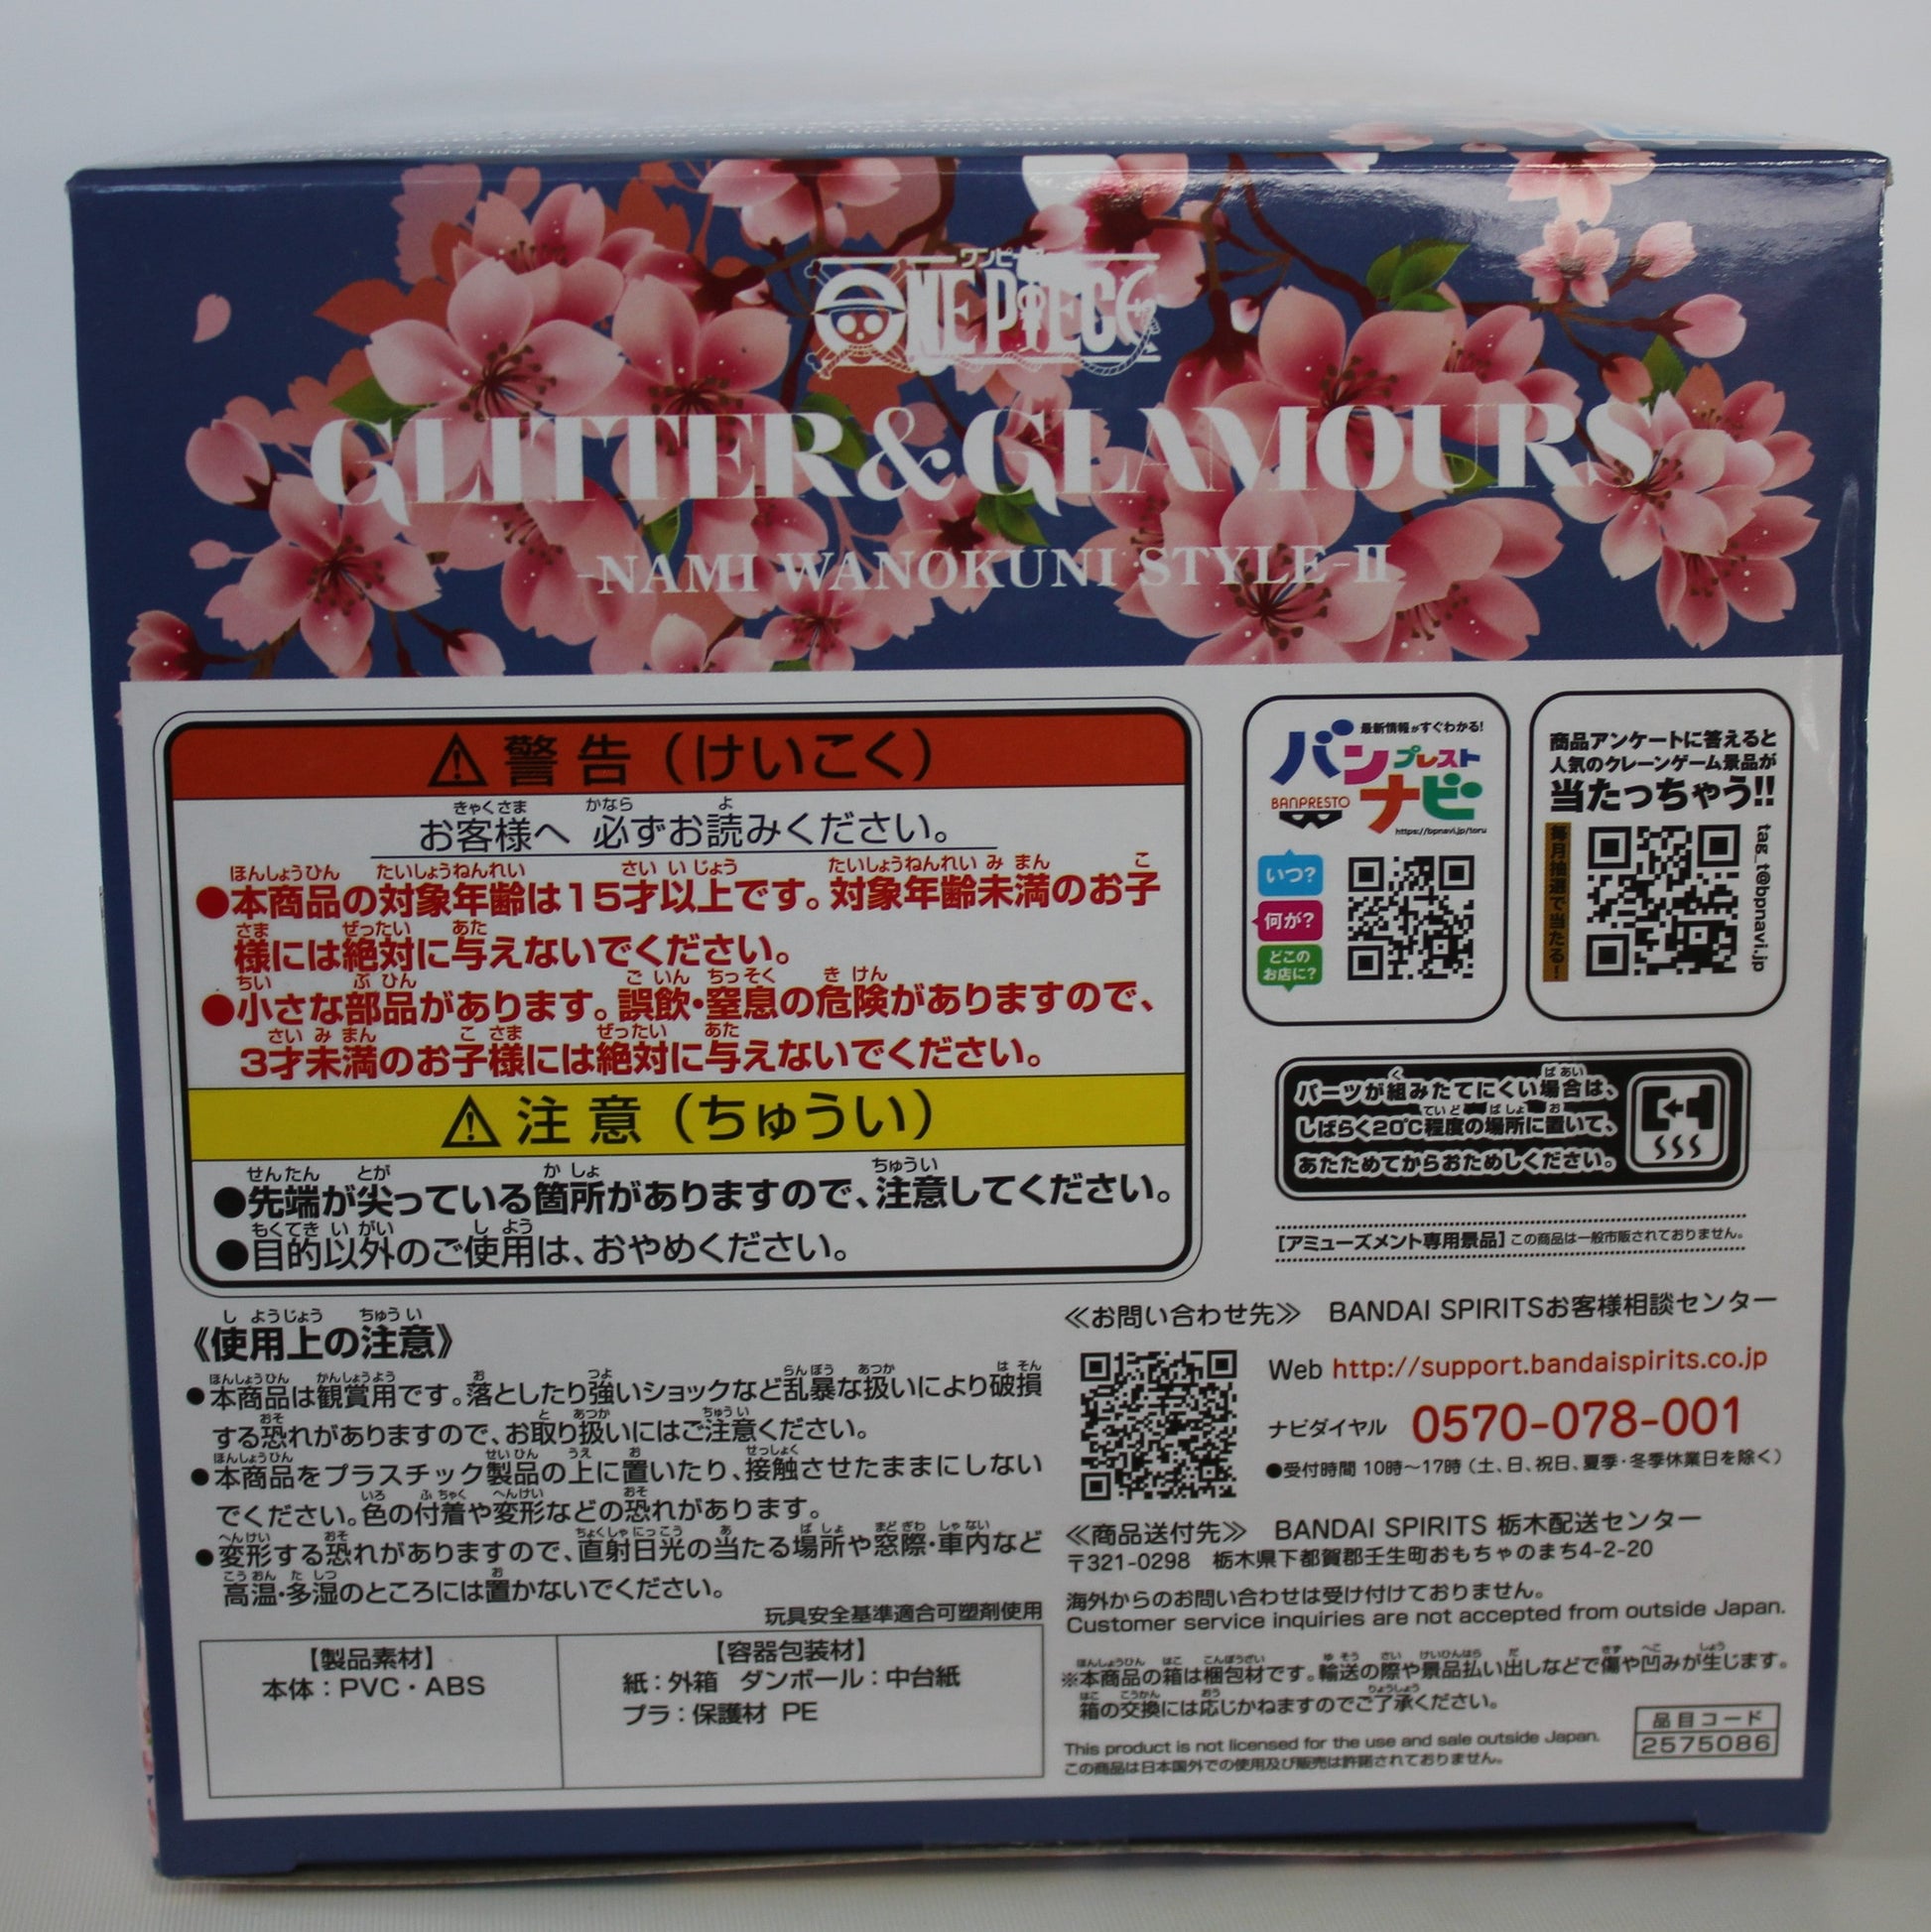 MADE IN CHINA
ワンピース
ONE PIECE
GLITTER&GLAMOURS
-NAMI WANOKUNI STYLE-Ⅱ
⚠警告（けいこく）
お客様へ 必ずお読みください。
●本商品の対象年齢は15才以上です。対象年齢未満のお子
様には絶対に与えないでください。
●小さな部品があります。誤飲・窒息の危険がありますので、
3才未満のお子様には絶対に与えないでください。
⚠注意（ちゅうい）
●先端が尖っている箇所がありますので、注意してください。
●目的以外のご使用は、おやめください。
最新情報がすぐわかる!
バンプレスト
ナビ
BANPRESTO
https://bpnavi.jp/toru
いつ?
何が?
どこの
お店に?
商品アンケートに答えると
人気のクレーンゲーム景品が
当たっちゃう!!
毎月抽選で当たる!
tag_t@bpnavi.jp
パーツが組みたてにくい場合は、
しばらく20℃程度の場所に置いて、
あたためてからおためしください。
[アミューズメント専用景品] この商品は一般市販されておりません。
《使用上の注意》
●本商品は観賞用です。落としたり強いショックなど乱暴な扱いにより破損
する恐れがありますので、お取り扱いにはご注意ください。
●本商品をプラスチック製品の上に置いたり、接触させたままにしない
でください。色の付着や変形などの恐れがあります。
●変形する恐れがありますので、直射日光の当たる場所や窓際・車内など
高温・多湿のところには置かないでください。
玩具安全基準適合可塑剤使用
【製品素材】
本体：PVC・ABS
【容器包装材】
紙：外箱 ダンボール：中台紙
プラ：保護材 PE
≪お問い合わせ先≫ BANDAI SPIRITSお客様相談センター
Web http://support.bandaispirits.co.jp
ナビダイヤル 0570-078-001
●受付時間 10時～17時（土、日、祝日、夏季・冬季休業日を除く）
≪商品送付先≫ BANDAI SPIRITS 栃木配送センター
〒321-0298 栃木県下都賀郡壬生町おもちゃのまち4-2-20
海外からのお問い合わせは受け付けておりません。
Customer service inquiries are not accepted from outside Japan.
※本商品の箱は梱包材です。輸送の際や景品払い出しなどで傷や凹みが生じます。
箱の交換には応じかねますのでご了承ください。
This product is not licensed for the use and sale outside Japan.
この商品は日本国外での使用及び販売は許諾されておりません。
品目コード
2575086